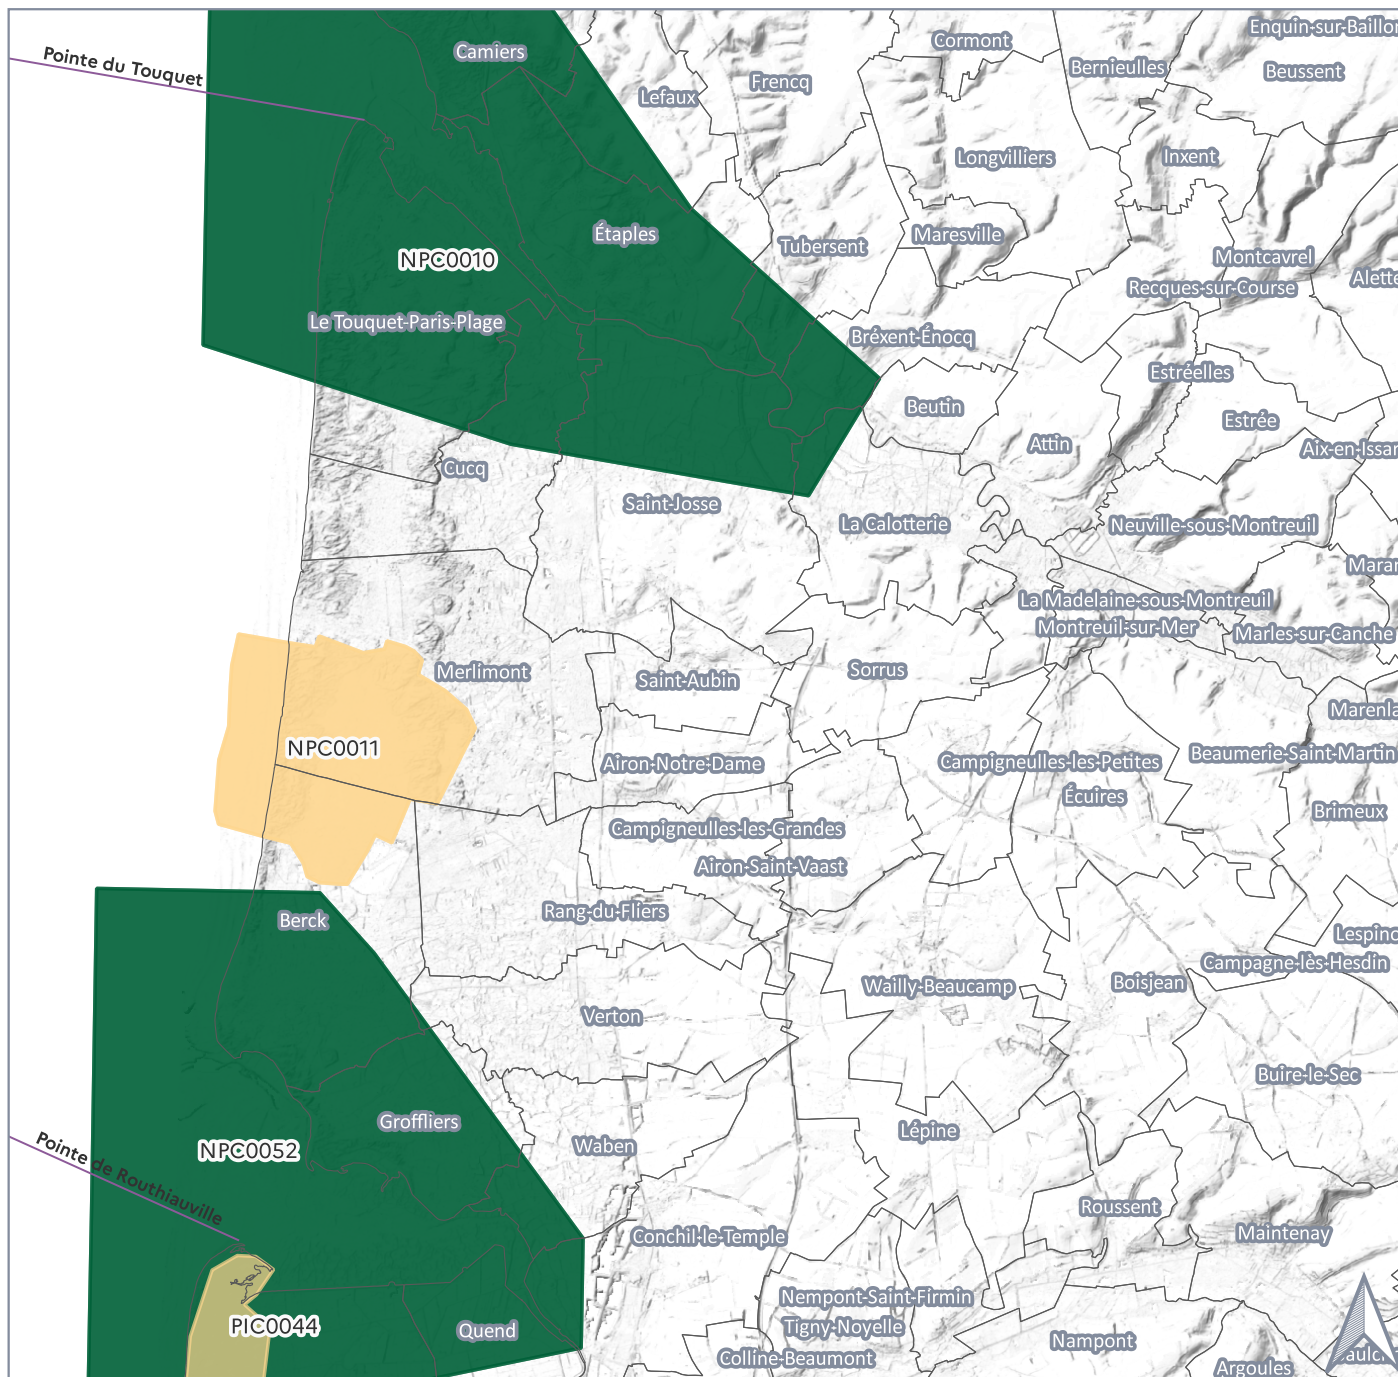 Enquin-sur-Baillon
Cormont
Camiers
Pointe du Touquet
Bernieulles
Beussent
Frencq
Lefaux
Longvilliers
Inxent
Étaples
Maresville
Tubersent
NPC0010
Montcavrel
Alette
Recques-sur-Course
Le Touquet-Paris-Plage
Bréxent-Énocq
Estréelles
Beutin
Estrée
Attin
Aix-en-Issar
Cucq
Saint-Josse
La Calotterie
Neuville-sous-Montreuil
Maran
La Madelaine-sous-Montreuil
Montreuil-sur-Mer
Marles-sur-Canche
Merlimont
Saint-Aubin
Sorrus
Marenla
NPC0011
Airon-Notre-Dame
Campigneulles-les-Petites
Beaumerie-Saint-Martin
Écuires
Brimeux
Campigneulles-les-Grandes
Airon-Saint-Vaast
Berck
Rang-du-Fliers
Lespino
Campagne-lès-Hesdin
Wailly-Beaucamp
Boisjean
Verton
Buire-le-Sec
Groffliers
Lépine
Waben
NPC0052
Pointe de Routhiauville
Roussent
Conchil-le-Temple
Maintenay
Nempont-Saint-Firmin
PIC0044
Quend
Tigny-Noyelle
Nampont
Colline-Beaumont
Argoules